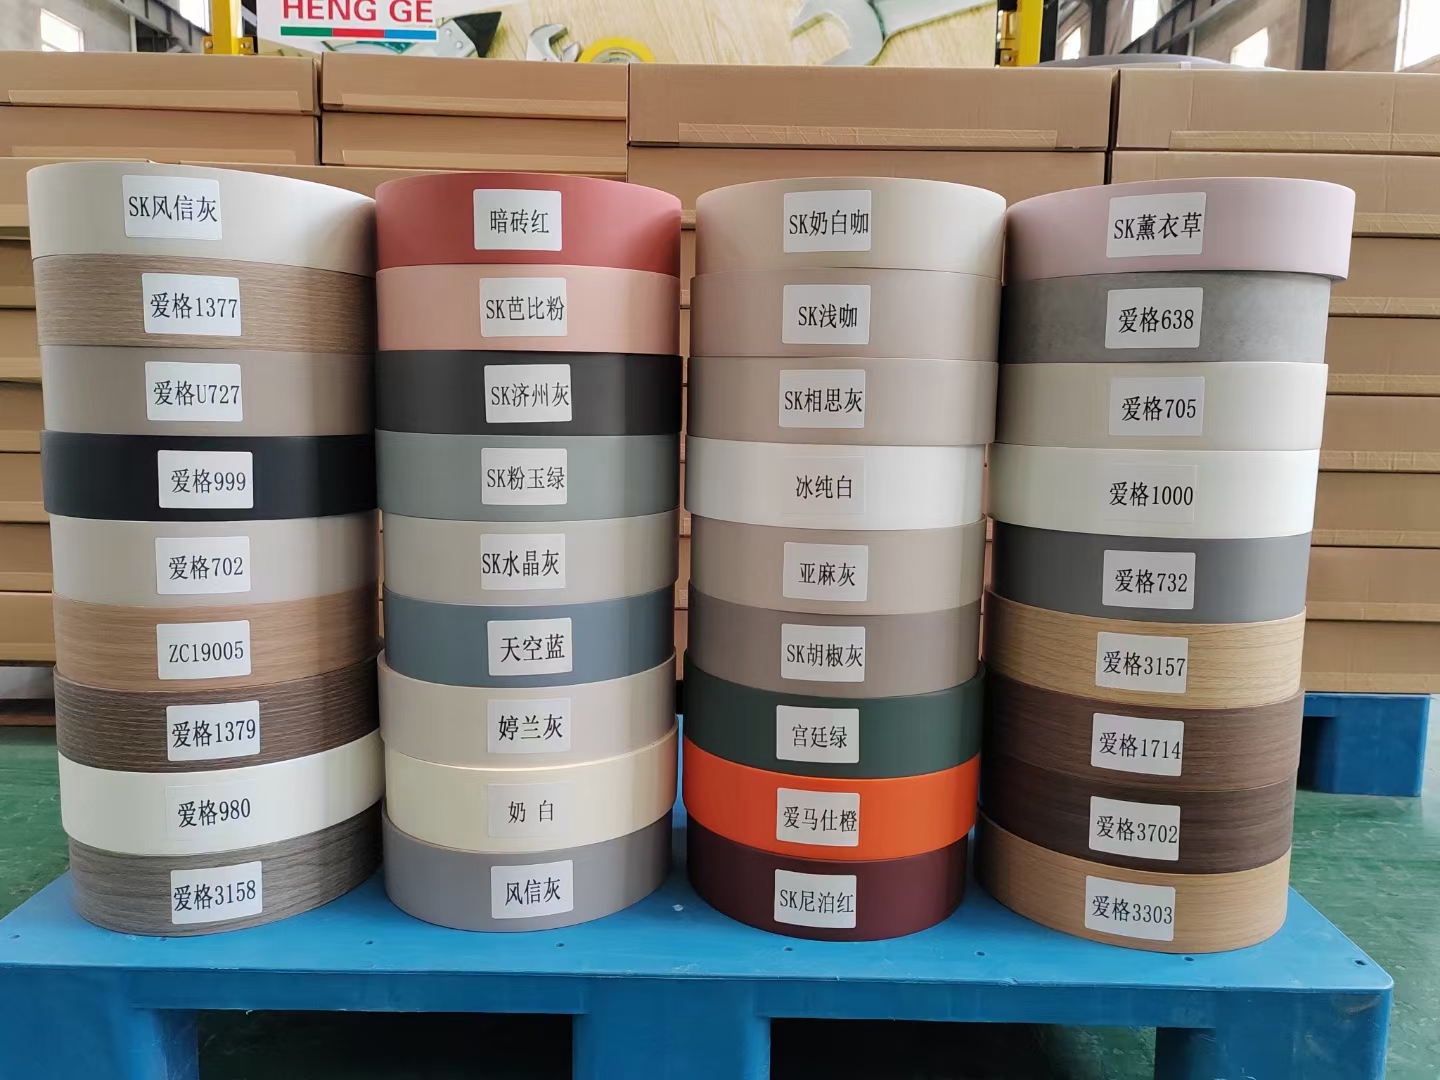 HENG GE
SK风信灰
爱格1377
爱格U727
爱格999
爱格702
ZC19005
爱格1379
爱格980
爱格3158
暗砖红
SK芭比粉
SK济州灰
SK粉玉绿
SK水晶灰
天空蓝
婷兰灰
奶 白
风信灰
SK奶白咖
SK浅咖
SK相思灰
冰纯白
亚麻灰
SK胡椒灰
宫廷绿
爱马仕橙
SK尼泊红
SK薰衣草
爱格638
爱格705
爱格1000
爱格732
爱格3157
爱格1714
爱格3702
爱格3303